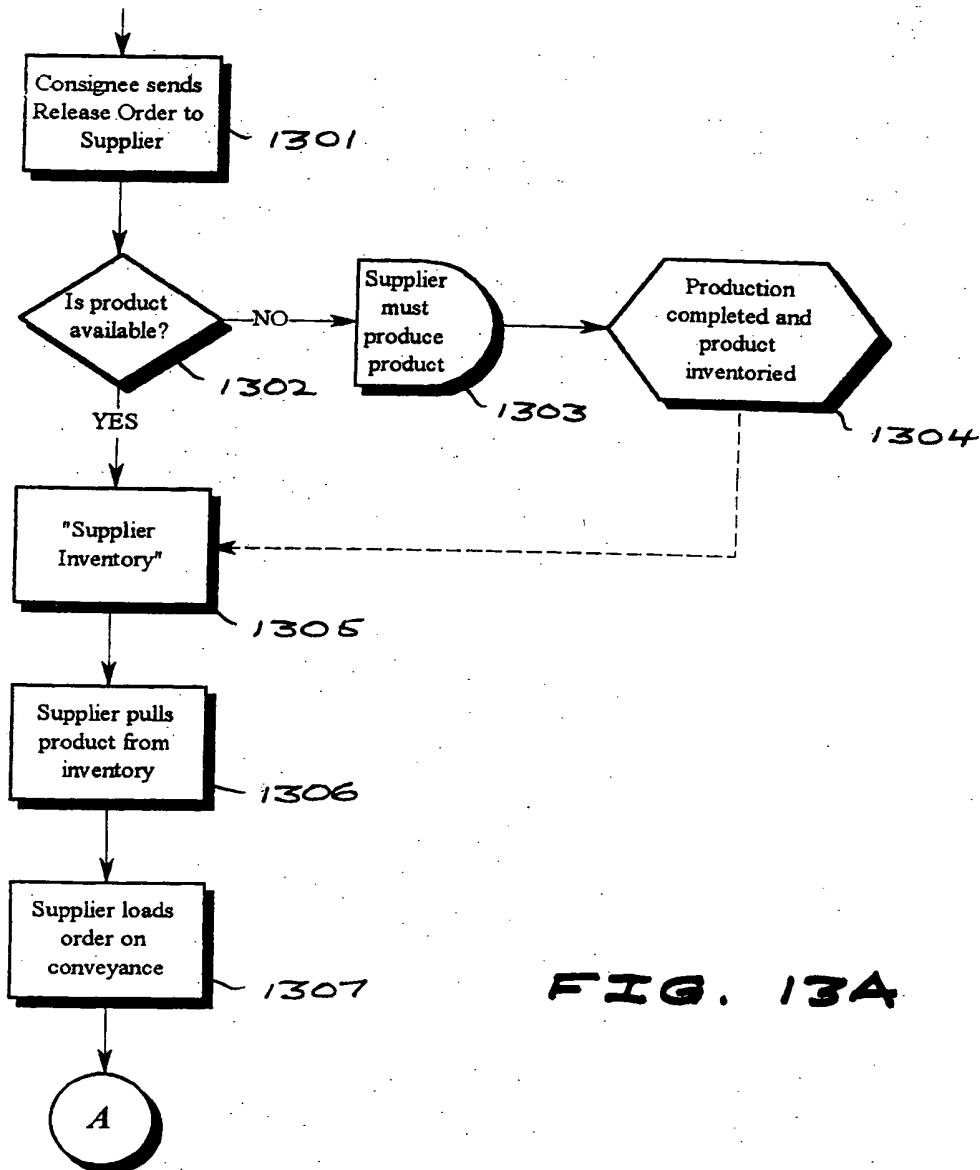 Consignee sends
Release Order to
Supplier
1301
Is product
available?
NO
1302
YES
Supplier
must
produce
product
1303
Production
completed and
product
inventoried
1304
"Supplier
Inventory"
1305
Supplier pulls
product from
inventory
1306
Supplier loads
order on
conveyance
1307
FIG. 13A
A